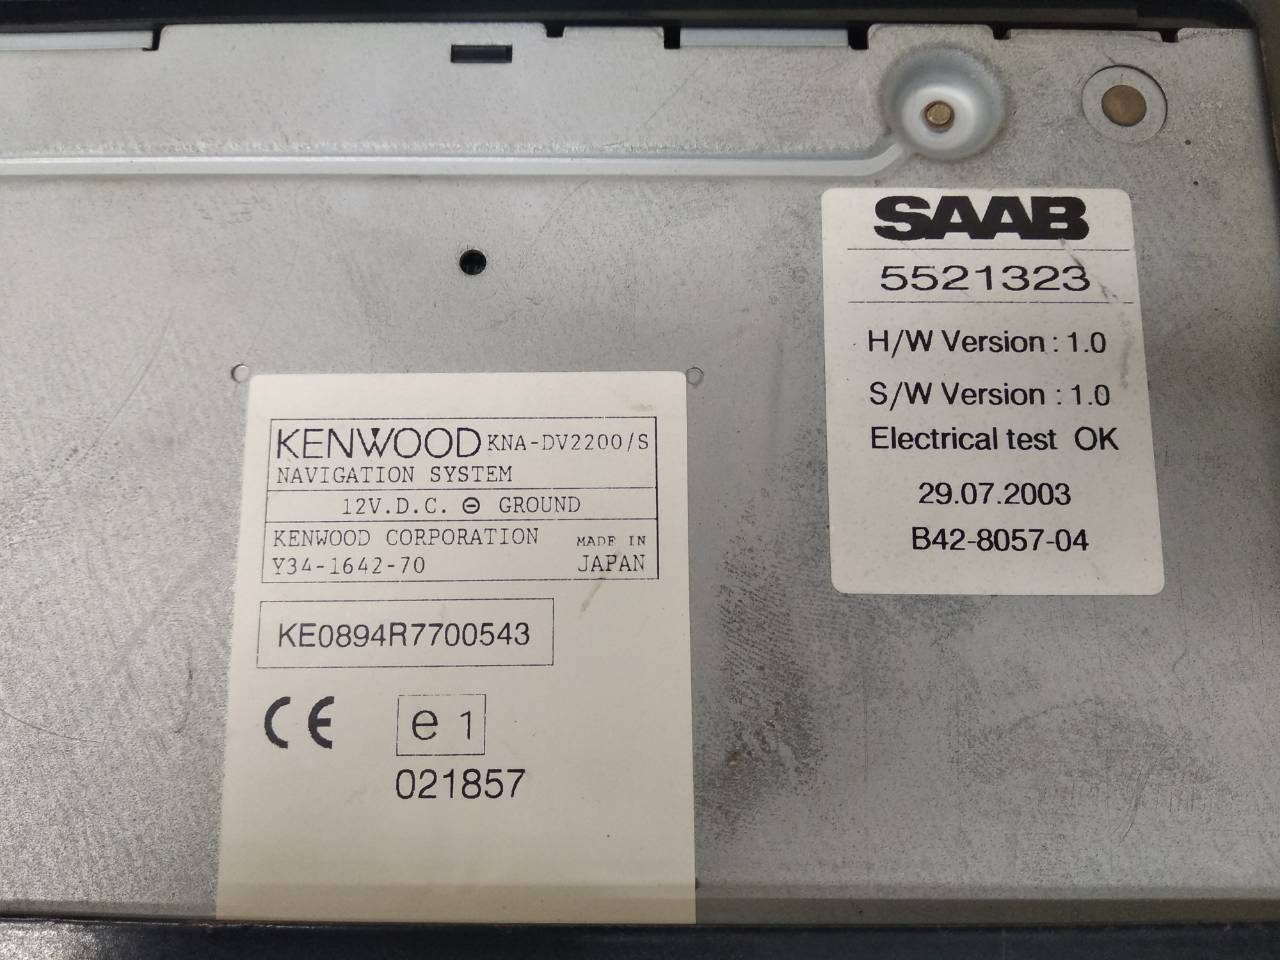 SAAB
5521323
H/W Version : 1.0
S/W Version : 1.0
Electrical test OK
29.07.2003
B42-8057-04
KENWOOD KNA-DV2200/S
NAVIGATION SYSTEM
12V.D.C. ⊖ GROUND
KENWOOD CORPORATION MADE IN
Y34-1642-70 JAPAN
KE0894R7700543
CE e1
021857